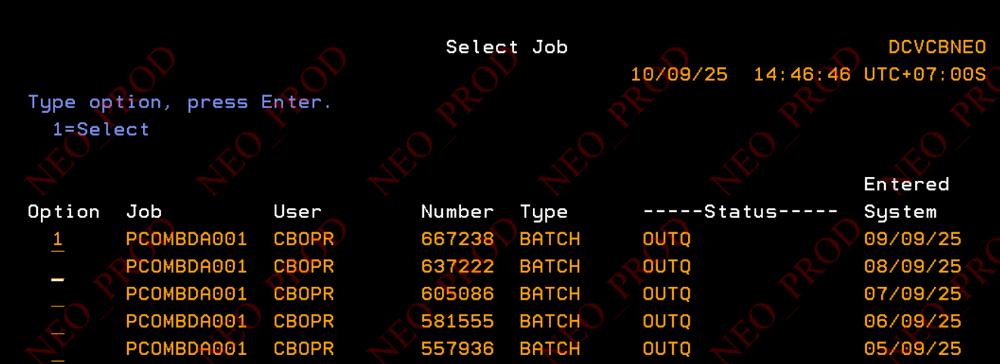 Select Job DCVCBNEO
10/09/25 14:46:46 UTC+07:00S
Type option, press Enter.
1=Select
Entered
Option Job User Number Type -----Status----- System
1 PCOMBDA001 CBOPR 667238 BATCH OUTQ 09/09/25
_ PCOMBDA001 CBOPR 637222 BATCH OUTQ 08/09/25
_ PCOMBDA001 CBOPR 605086 BATCH OUTQ 07/09/25
_ PCOMBDA001 CBOPR 581555 BATCH OUTQ 06/09/25
_ PCOMBDA001 CBOPR 557936 BATCH OUTQ 05/09/25
NEO_PROD